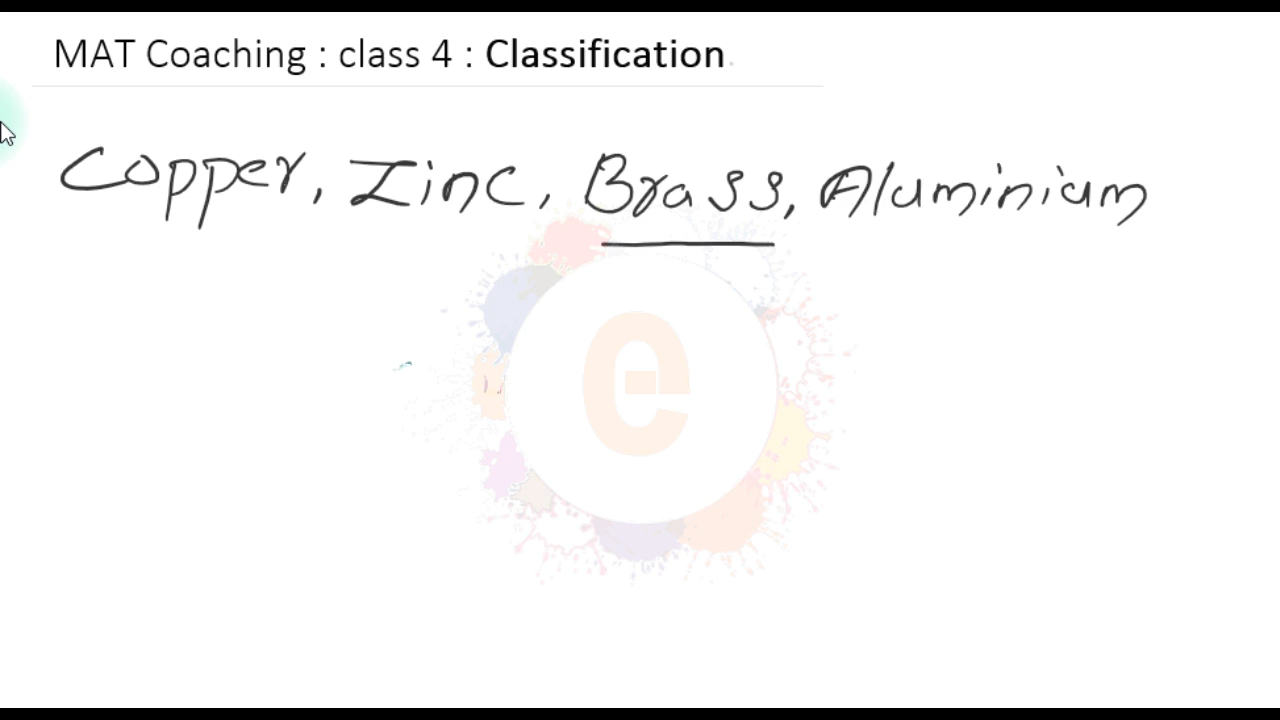 MAT Coaching : class 4 : Classification.
Copper, Zinc, Brass, Aluminium
e